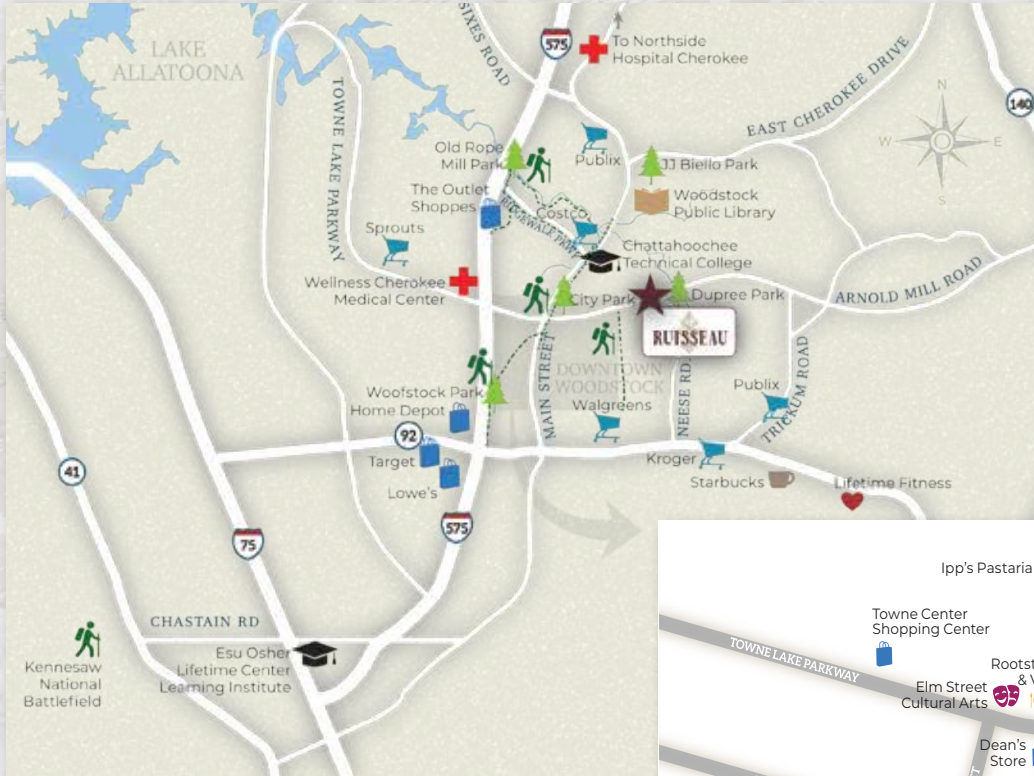 SIXES ROAD
575
To Northside
Hospital Cherokee
LAKE
ALLATOONA
140
EAST CHEROKEE DRIVE
N
W
E
S
TOWNE LAKE PARKWAY
Old Rope
Mill Park
Publix
JJ Biello Park
The Outlet
Shoppes
Woodstock
Public Library
RIDGEWALK PKWY
Costco
Sprouts
Chattahoochee
Technical College
Wellness Cherokee
Medical Center
City Park
Dupree Park
ARNOLD MILL ROAD
RUISSEAU
MAIN STREET
DOWNTOWN
WOODSTOCK
NEESE RD
TRICKUM ROAD
Woofstock Park
Home Depot
Walgreens
Publix
92
Target
Lowe's
Kroger
Starbucks
Lifetime Fitness
41
75
575
CHASTAIN RD
Esu Osher
Lifetime Center
Learning Institute
Kennesaw
National
Battlefield
Ipp's Pastaria
Towne Center
Shopping Center
TOWNE LAKE PARKWAY
Elm Street
Cultural Arts
Rootst
& V
Dean's
Store